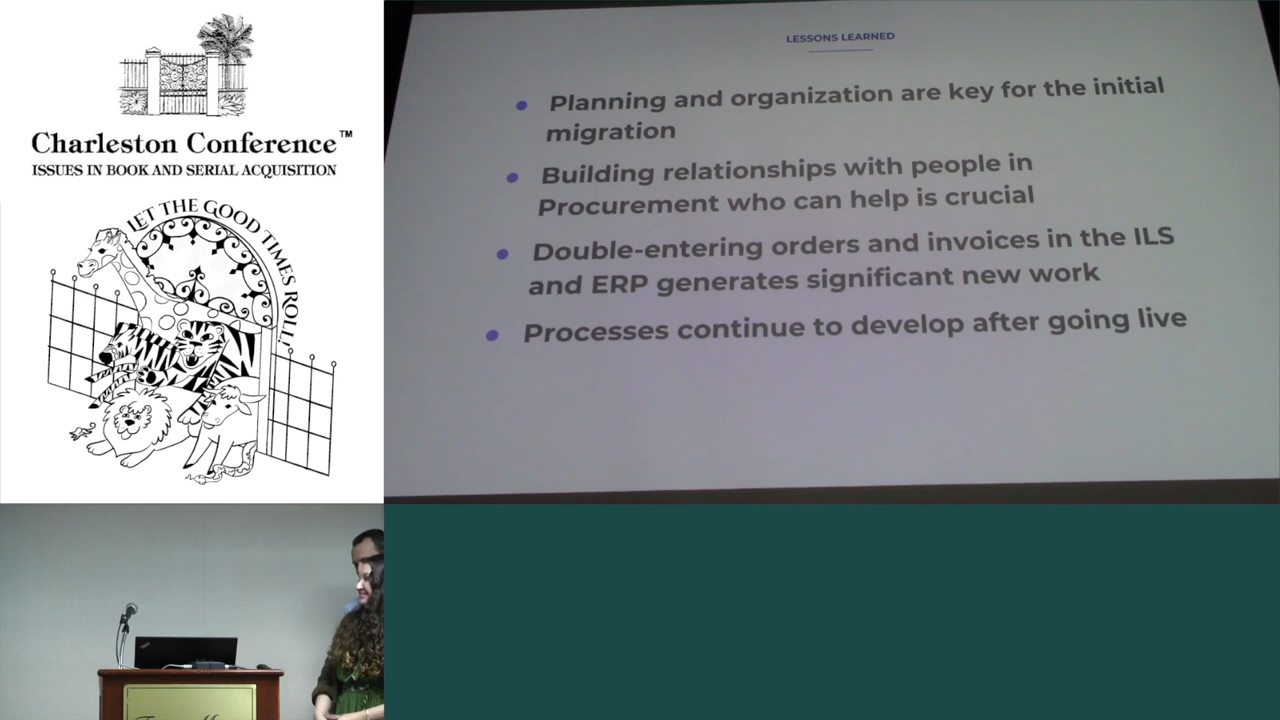 Charleston Conference™
ISSUES IN BOOK AND SERIAL ACQUISITION
LET THE GOOD TIMES ROLL!
LESSONS LEARNED
• Planning and organization are key for the initial
migration
• Building relationships with people in
Procurement who can help is crucial
• Double-entering orders and invoices in the ILS
and ERP generates significant new work
• Processes continue to develop after going live